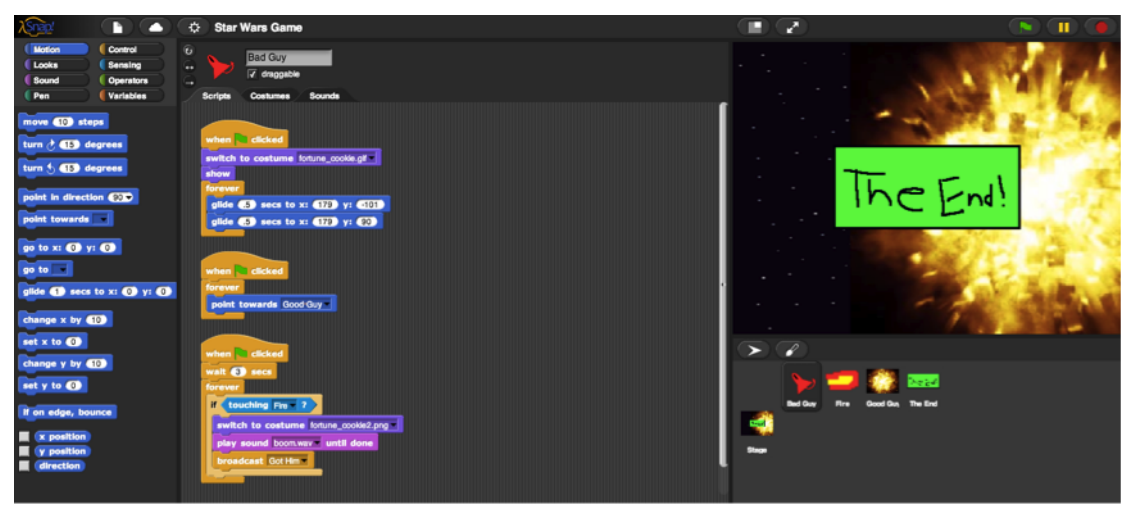 Snap!
Star Wars Game
Motion Control
Looks Sensing
Sound Operators
Pen Variables
move 10 steps
turn 15 degrees
turn 15 degrees
point in direction 90
point towards
go to x: 0 y: 0
go to
glide 1 secs to x: 0 y: 0
change x by 10
set x to 0
change y by 10
set y to 0
if on edge, bounce
x position
y position
direction
Bad Guy
draggable
Scripts Costumes Sounds
when clicked
switch to costume fortune_cookie.gif
show
forever
glide .5 secs to x: 179 y: -101
glide .5 secs to x: 179 y: 90
when clicked
forever
point towards Good Guy
when clicked
wait 3 secs
forever
if touching Fire ?
switch to costume fortune_cookie2.png
play sound boom.wav until done
broadcast Got Him
The End!
Bad Guy Fire Good Guy The End
Stage